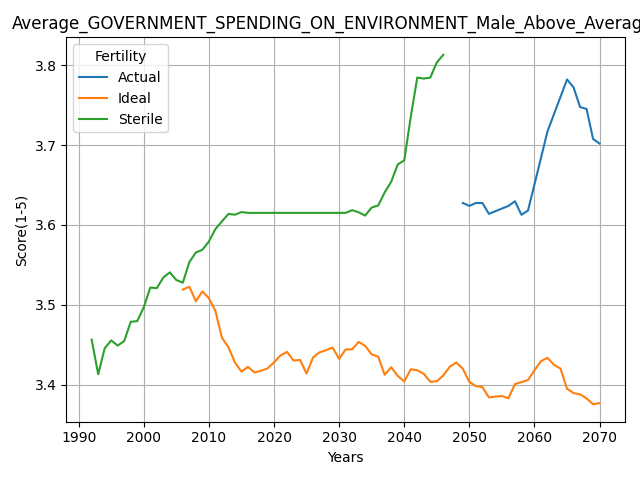 Average_GOVERNMENT_SPENDING_ON_ENVIRONMENT_Male_Above_Averag
Fertility
Actual
Ideal
Sterile
3.8
3.7
3.6
3.5
3.4
Score(1-5)
1990 2000 2010 2020 2030 2040 2050 2060 2070
Years